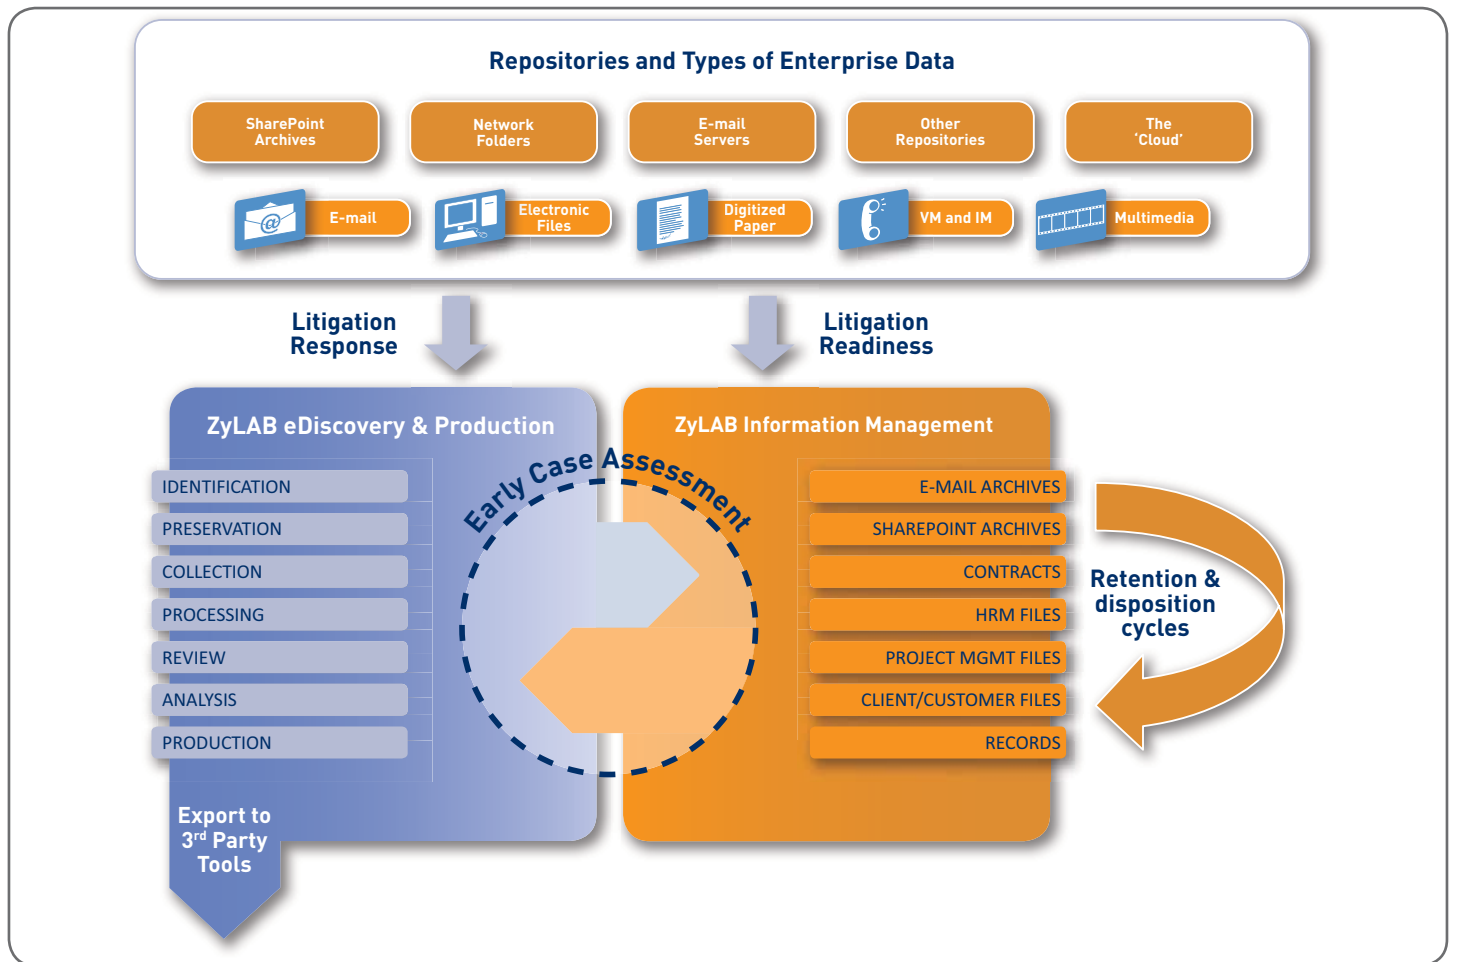 Repositories and Types of Enterprise Data
SharePoint
Archives
Network
Folders
E-mail
Servers
Other
Repositories
The
‘Cloud’
@
E-mail
Electronic
Files
Digitized
Paper
VM and IM
Multimedia
Litigation
Response
Litigation
Readiness
ZyLAB eDiscovery & Production
IDENTIFICATION
PRESERVATION
COLLECTION
PROCESSING
REVIEW
ANALYSIS
PRODUCTION
Export to
3rd Party
Tools
Early Case Assessment
ZyLAB Information Management
E-MAIL ARCHIVES
SHAREPOINT ARCHIVES
CONTRACTS
HRM FILES
PROJECT MGMT FILES
CLIENT/CUSTOMER FILES
RECORDS
Retention &
disposition
cycles